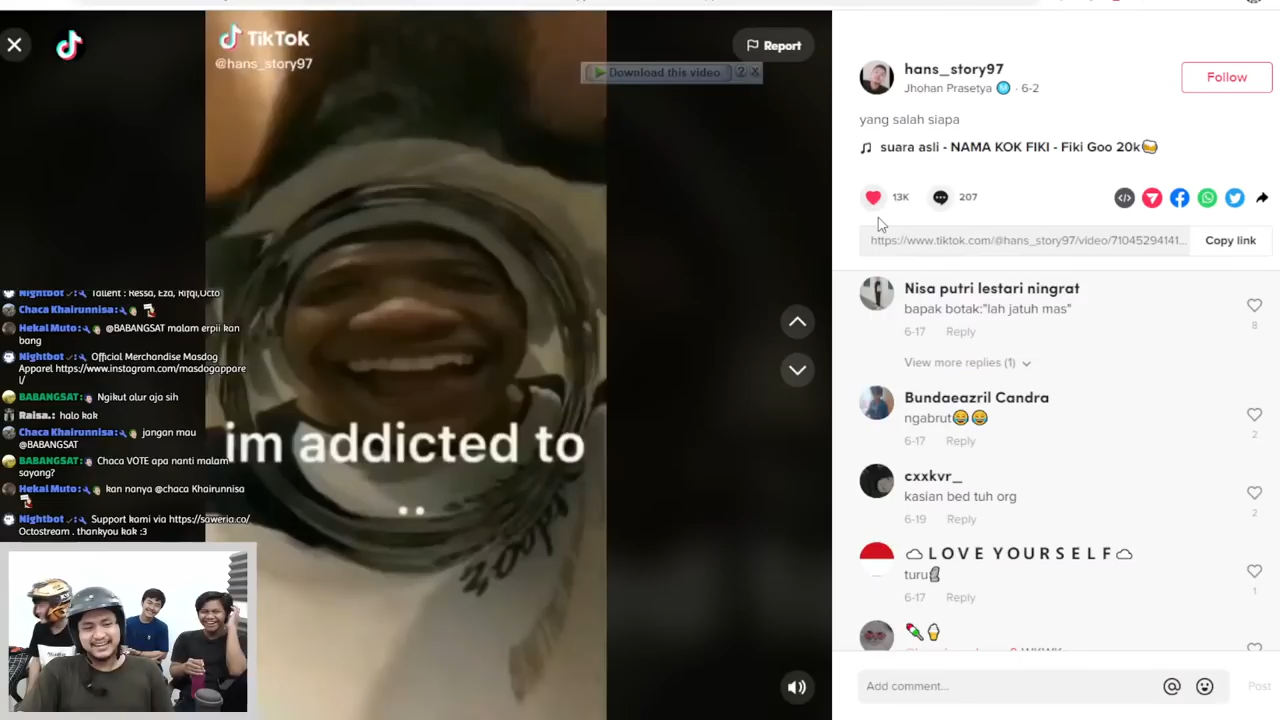 TikTok
@hans_story97
Report
Download this video
im addicted to
..
Nightbot : Tallent : Ressa, Eza, Rifqi,Octo
Chaca Khairunnisa :
Hekal Muto : @BABANGSAT malam erpii kan
bang
Nightbot : Official Merchandise Masdog
Apparel https://www.instagram.com/masdogappare
l/
BABANGSAT : Ngikut alur aja sih
Raisa. : halo kak
Chaca Khairunnisa : jangan mau
@BABANGSAT
BABANGSAT : Chaca VOTE apa nanti malam
sayang?
Hekal Muto : kan nanya @chaca Khairunnisa
Nightbot : Support kami via https://saweria.co/
Octostream . thankyou kak :3
hans_story97
Jhohan Prasetya Ⓜ️ · 6-2
Follow
yang salah siapa
suara asli - NAMA KOK FIKI - Fiki Goo 20k🍻
13K
207
https://www.tiktok.com/@hans_story97/video/71045294141...
Copy link
Nisa putri lestari ningrat
bapak botak:"lah jatuh mas"
8
6-17 Reply
View more replies (1)
Bundaeazril Candra
ngabrut😂😂
2
6-17 Reply
cxxkvr_
kasian bed tuh org
2
6-19 Reply
L O V E Y O U R S E L F
turu🗿
1
6-17 Reply
Add comment...
@
Post